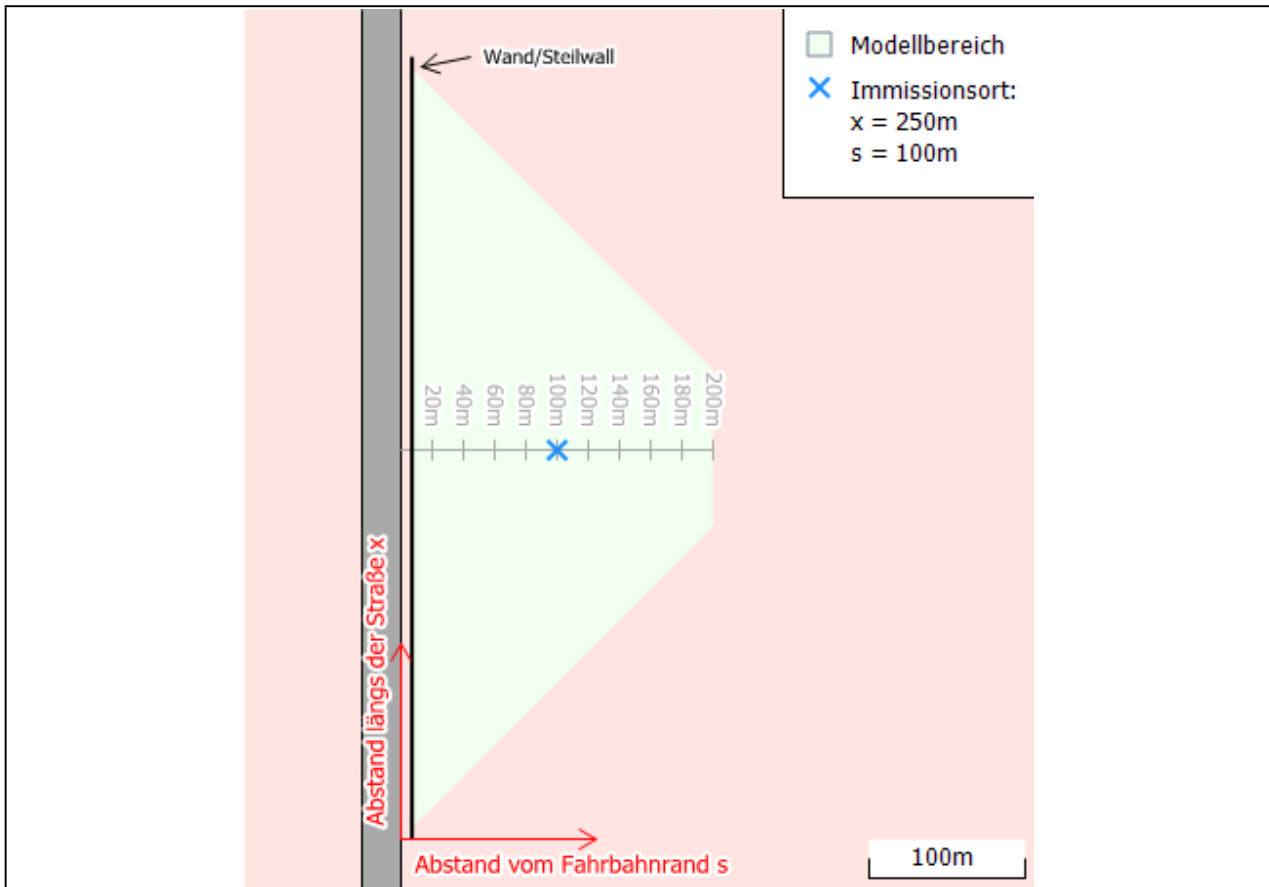 Wand/Steilwall
Modellbereich
Immissionsort:
x = 250m
s = 100m
20m
40m
60m
80m
100m
120m
140m
160m
180m
200m
Abstand längs der Straße x
Abstand vom Fahrbahnrand s
100m